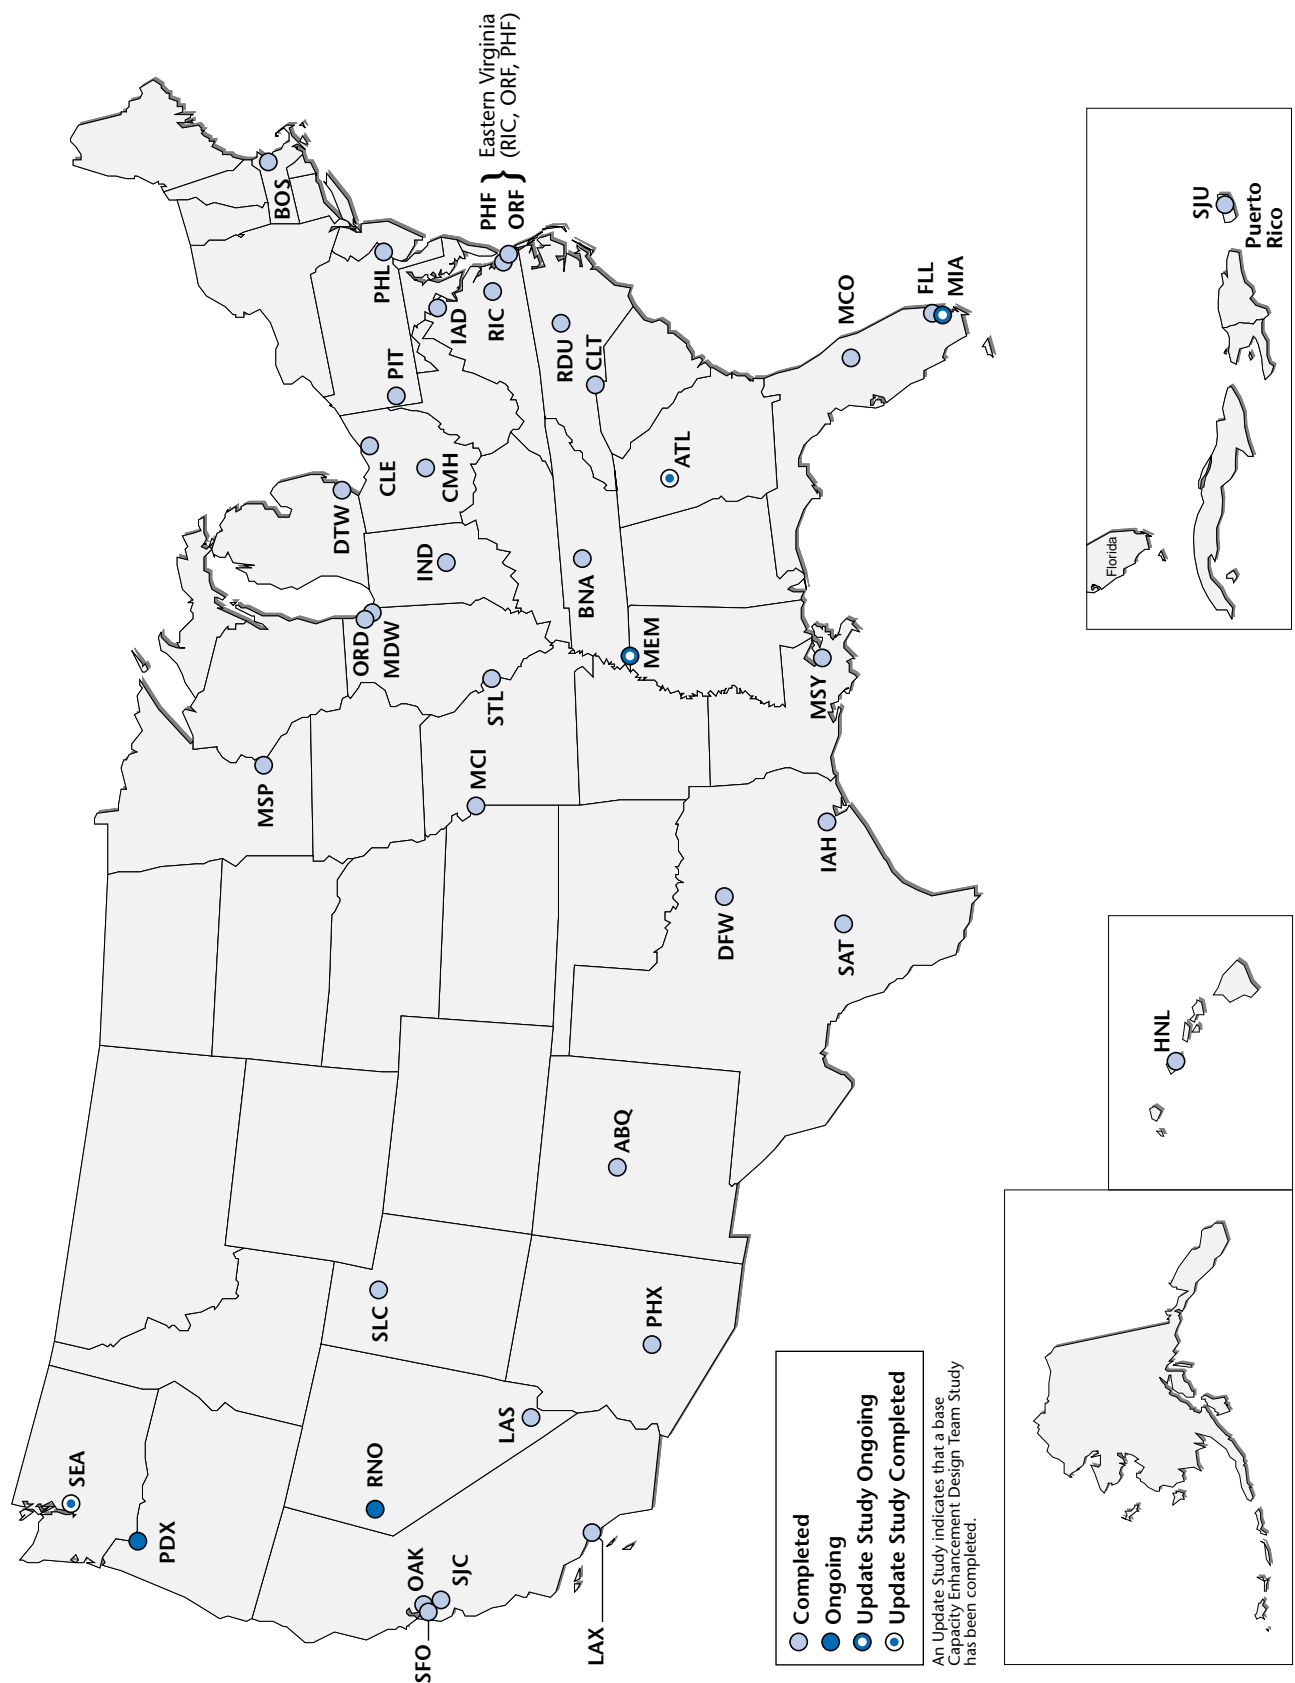 SEA
PDX
RNO
OAK
SJC
SFO
LAX
LAS
SLC
PHX
ABQ
MSP
MCI
DFW
SAT
IAH
STL
ORD
MDW
MEM
MSY
DTW
IND
BNA
CLE
CMH
ATL
PIT
PHL
IAD
RIC
RDU
CLT
BOS
PHF
ORF
}
Eastern Virginia
(RIC, ORF, PHF)
MCO
FLL
MIA
Completed
Ongoing
Update Study Ongoing
Update Study Completed
An Update Study indicates that a base
Capacity Enhancement Design Team Study
has been completed.
HNL
Florida
SJU
Puerto
Rico